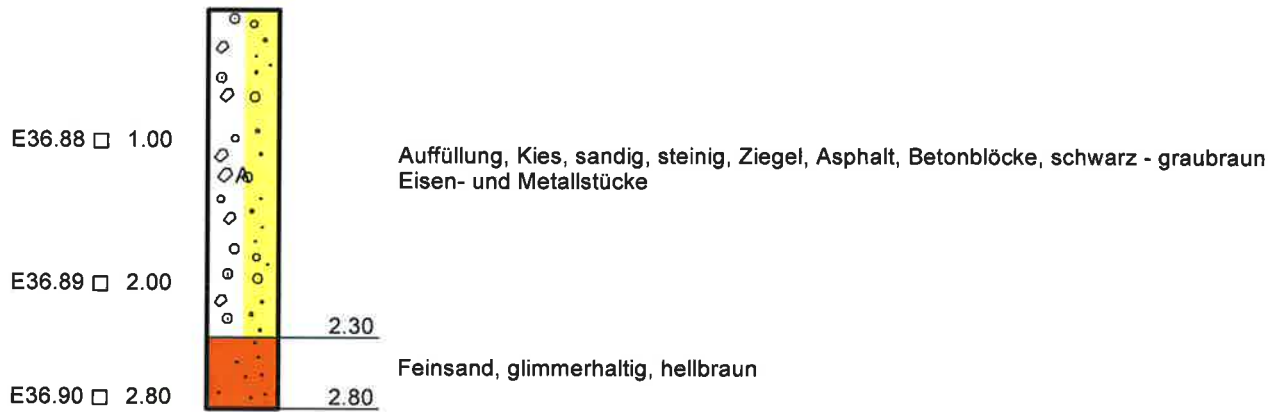 E36.88 □ 1.00
Auffüllung, Kies, sandig, steinig, Ziegel, Asphalt, Betonblöcke, schwarz - graubraun
Eisen- und Metallstücke
A
E36.89 □ 2.00
2.30
Feinsand, glimmerhaltig, hellbraun
E36.90 □ 2.80
2.80